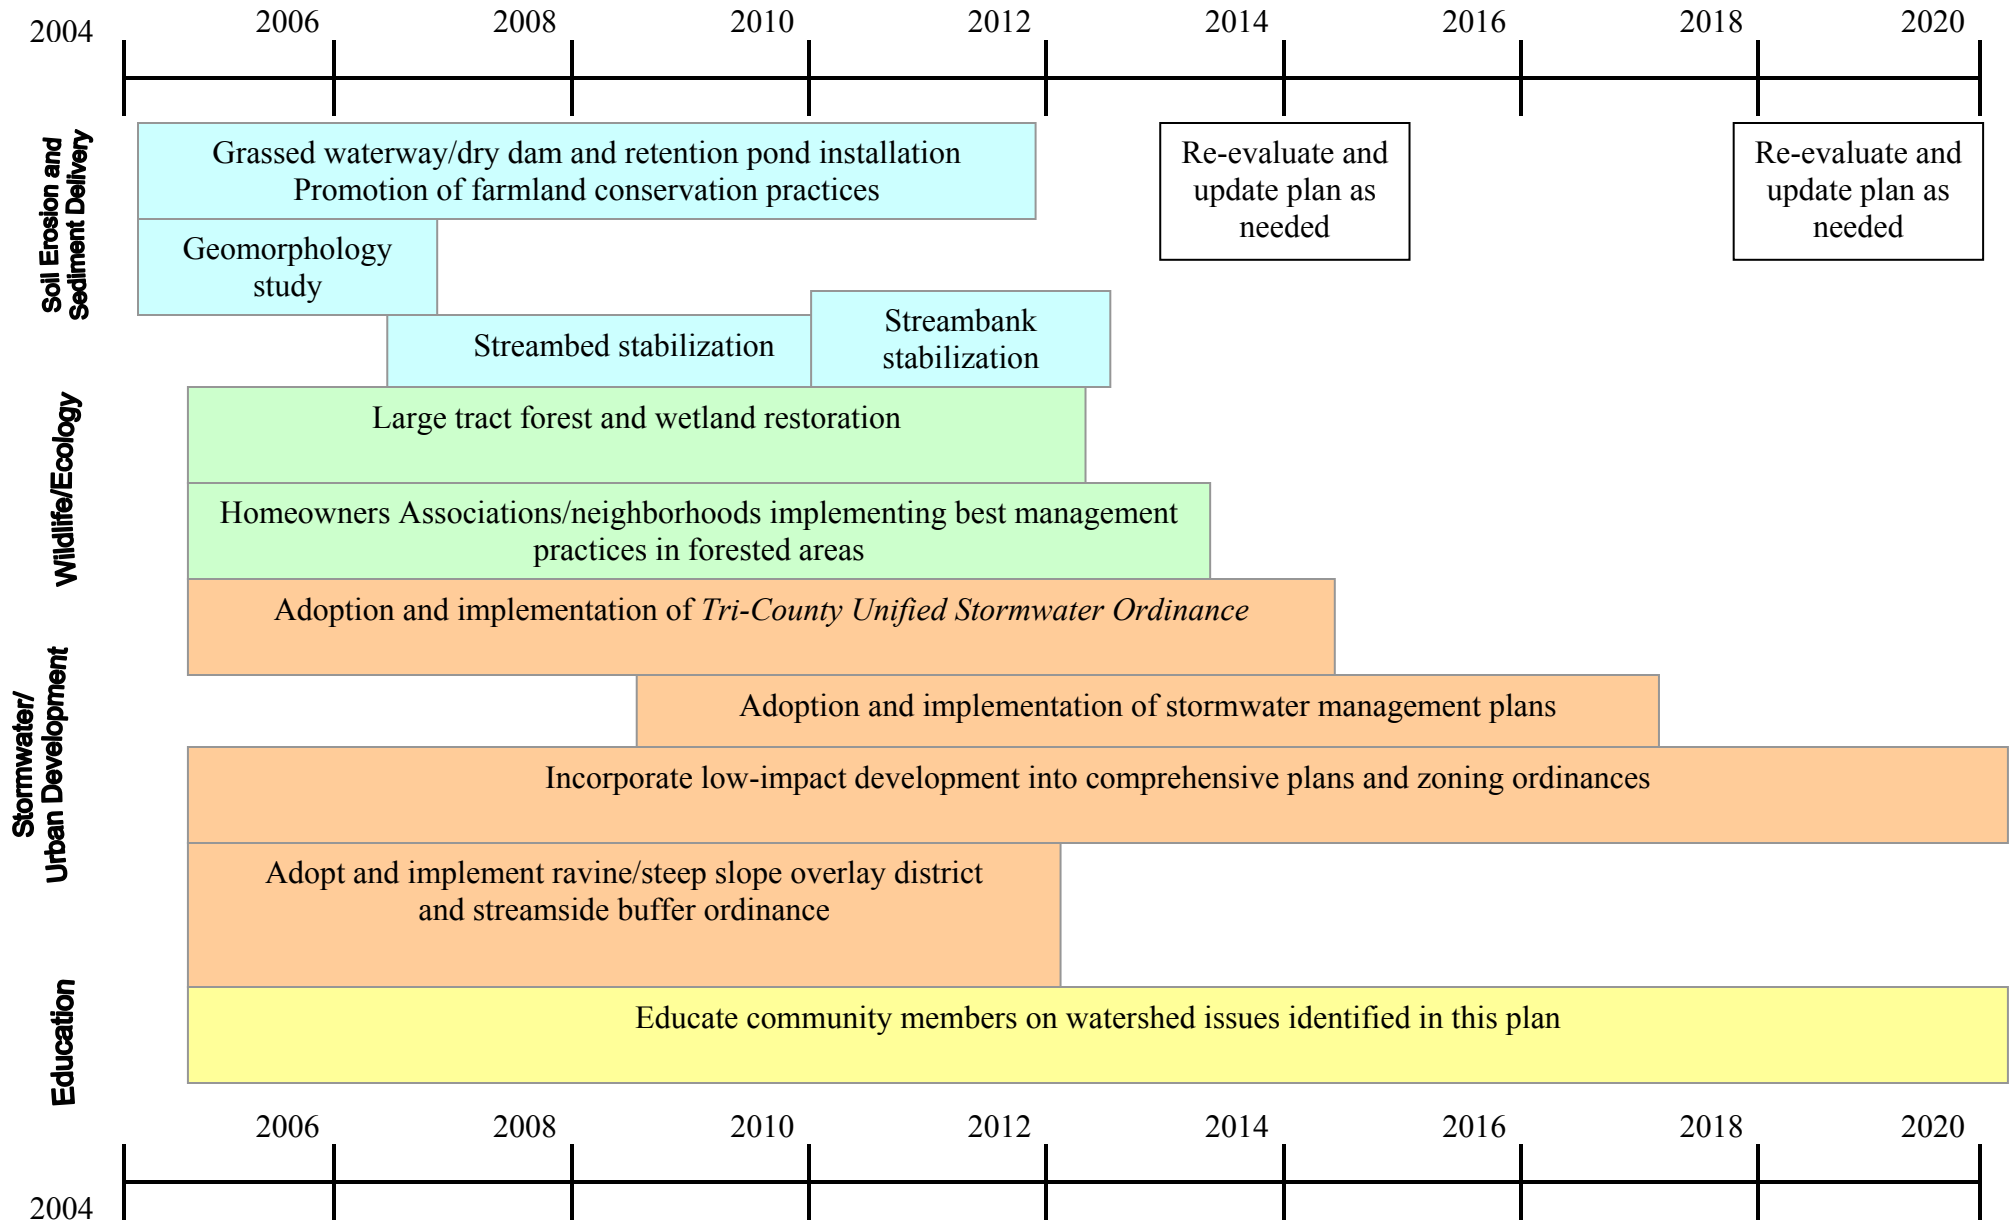 2004
2006
2008
2010
2012
2014
2016
2018
2020
Soil Erosion and
Sediment Delivery
Grassed waterway/dry dam and retention pond installation
Promotion of farmland conservation practices
Re-evaluate and
update plan as
needed
Re-evaluate and
update plan as
needed
Geomorphology
study
Streambed stabilization
Streambank
stabilization
Wildlife/Ecology
Large tract forest and wetland restoration
Homeowners Associations/neighborhoods implementing best management
practices in forested areas
Stormwater/
Urban Development
Adoption and implementation of Tri-County Unified Stormwater Ordinance
Adoption and implementation of stormwater management plans
Incorporate low-impact development into comprehensive plans and zoning ordinances
Adopt and implement ravine/steep slope overlay district
and streamside buffer ordinance
Education
Educate community members on watershed issues identified in this plan
2006
2008
2010
2012
2014
2016
2018
2020
2004